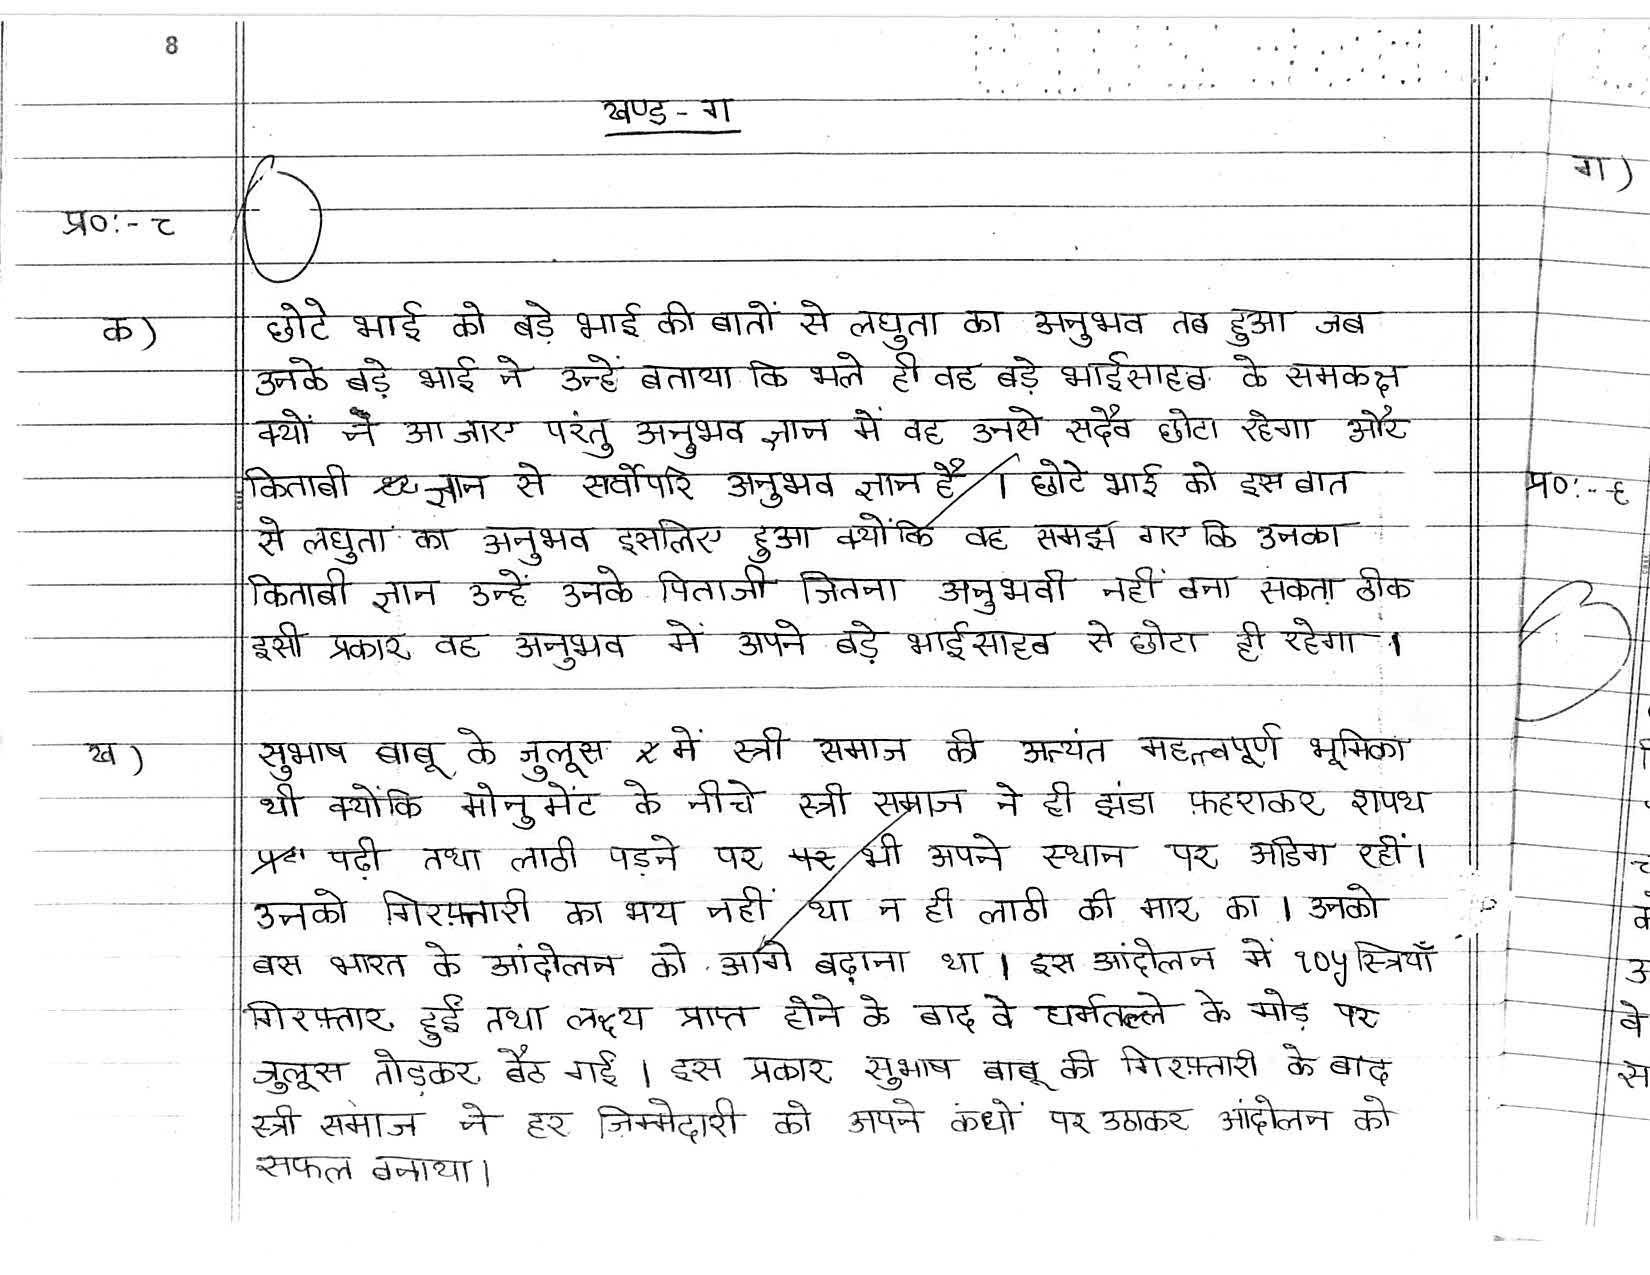 8
खण्ड - ग
प्र०:- ८
क)
छोटे भाई को बड़े भाई की बातों से लघुता का अनुभव तब हुआ जब
उनके बड़े भाई ने उन्हें बताया कि भले ही वह बड़े भाईसाहब के समकक्ष
क्यों न आ जाए परंतु अनुभव ज्ञान में वह उनसे सदैव छोटा रहेगा और
किताबी ज्ञान से सर्वोपरि अनुभव ज्ञान है । छोटे भाई को इस बात
से लघुता का अनुभव इसलिए हुआ क्योंकि वह समझ गए कि उनका
किताबी ज्ञान उन्हें उनके पिताजी जितना अनुभवी नहीं बना सकता ठीक
इसी प्रकार वह अनुभव में अपने बड़े भाईसाहब से छोटा ही रहेगा ।
ख)
सुभाष बाबू के जुलूस में स्त्री समाज की अत्यंत महत्त्वपूर्ण भूमिका
थी क्योंकि मोनुमेंट के नीचे स्त्री समाज ने ही झंडा फ़हराकर शपथ
पढ़ी तथा लाठी पड़ने पर भी अपने स्थान पर अडिग रहीं।
उनको गिरफ़्तारी का भय नहीं था न ही लाठी की मार का । उनको
बस भारत के आंदोलन को आगे बढ़ाना था । इस आंदोलन में १०५ स्त्रियाँ
गिरफ़्तार हुईं तथा लक्ष्य प्राप्त होने के बाद वे धर्मतल्ले के मोड़ पर
जुलूस तोड़कर बैठ गईं । इस प्रकार सुभाष बाबू की गिरफ़्तारी के बाद
स्त्री समाज ने हर ज़िम्मेदारी को अपने कंधों पर उठाकर आंदोलन को
सफल बनाया।
ग)
प्र०:- ९